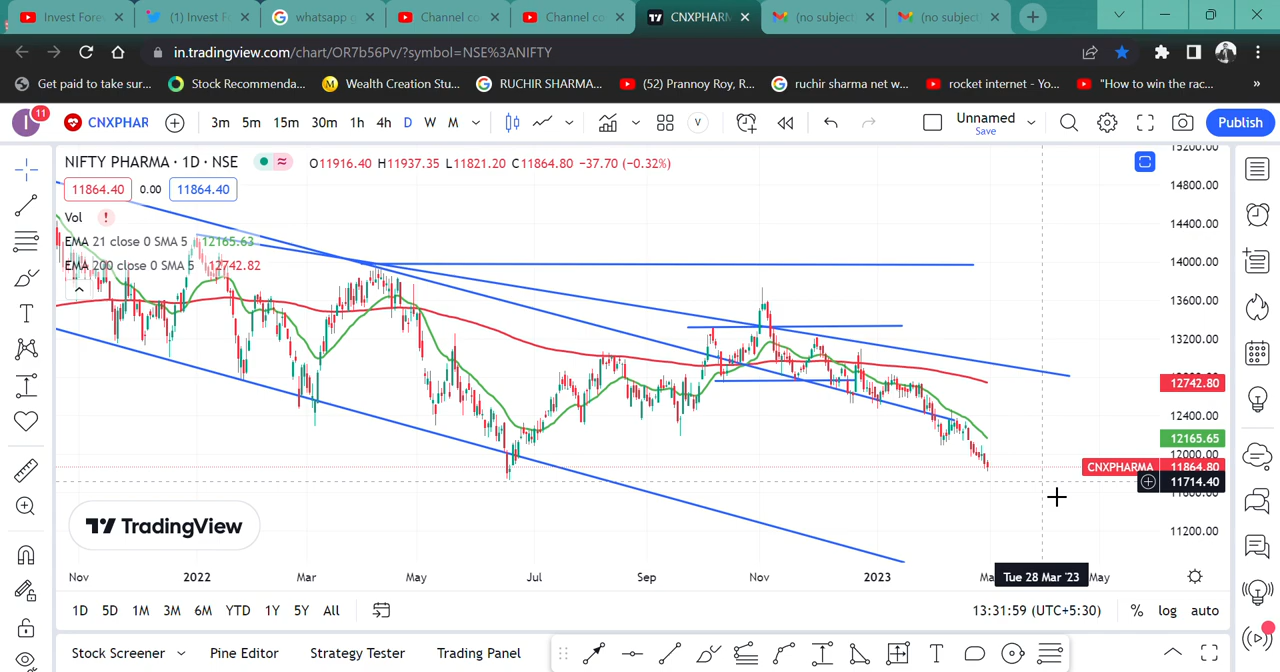 Invest Fores
(1) Invest F
whatsapp g
Channel co
Channel co
CNXPHARM
(no subject
(no subject
in.tradingview.com/chart/OR7b56Pv/?symbol=NSE%3ANIFTY
Get paid to take sur...
Stock Recommenda...
Wealth Creation Stu...
RUCHIR SHARMA...
(52) Prannoy Roy, R...
ruchir sharma net w...
rocket internet - Yo...
"How to win the rac...
»
I
11
CNXPHAR
3m 5m 15m 30m 1h 4h D W M
V
Unnamed
Save
Publish
NIFTY PHARMA · 1D · NSE
O11916.40 H11937.35 L11821.20 C11864.80 −37.70 (−0.32%)
11864.40 0.00 11864.40
Vol !
EMA 21 close 0 SMA 5 12165.63
EMA 200 close 0 SMA 5 12742.82
15200.00
14800.00
14400.00
14000.00
13600.00
13200.00
12742.80
12400.00
12165.65
12000.00
CNXPHARMA 11864.80
11714.40
11200.00
TradingView
Nov 2022 Mar May Jul Sep Nov 2023 Ma Tue 28 Mar '23 May
1D 5D 1M 3M 6M YTD 1Y 5Y All
13:31:59 (UTC+5:30) % log auto
Stock Screener Pine Editor Strategy Tester Trading Panel